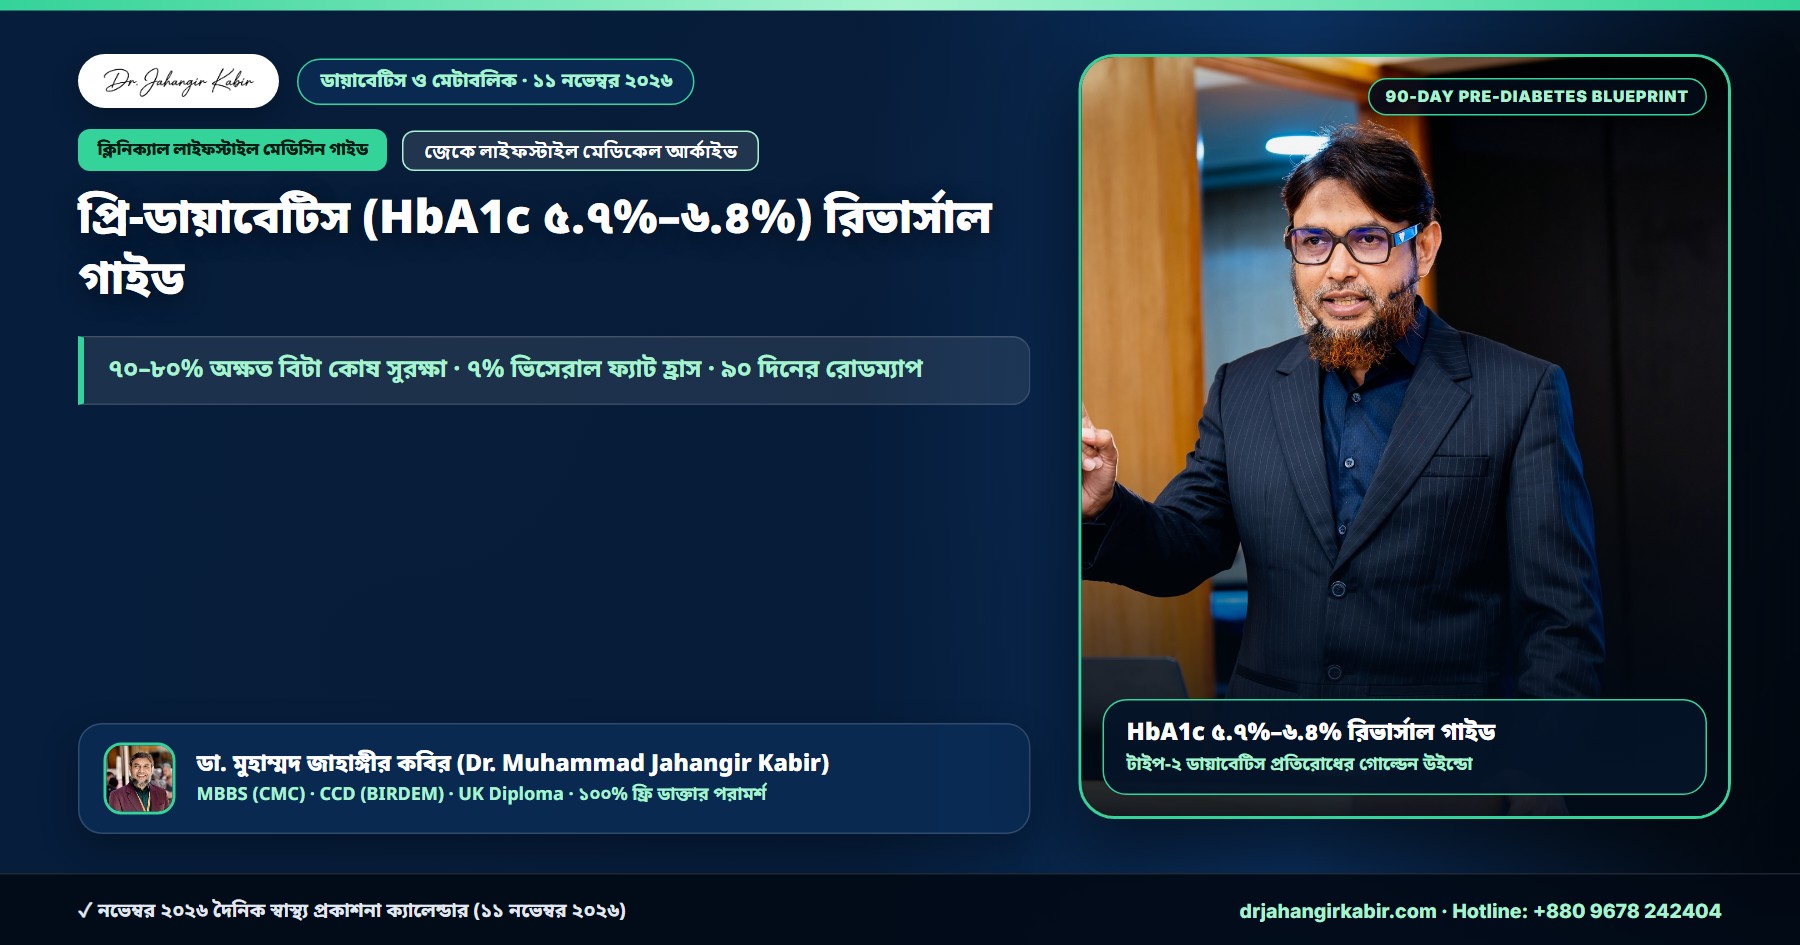 Dr. Jahangir Kabir
ডায়াবেটিস ও মেটাবলিক · ১১ নভেম্বর ২০২৬
ক্লিনিক্যাল লাইফস্টাইল মেডিসিন গাইড
জেকে লাইফস্টাইল মেডিকেল আর্কাইভ
প্রি-ডায়াবেটিস (HbA1c ৫.৭%–৬.৪%) রিভার্সাল
গাইড
৭০–৮০% অক্ষত বিটা কোষ সুরক্ষা · ৭% ভিসেরাল ফ্যাট হ্রাস · ৯০ দিনের রোডম্যাপ
ডা. মুহাম্মদ জাহাঙ্গীর কবির (Dr. Muhammad Jahangir Kabir)
MBBS (CMC) · CCD (BIRDEM) · UK Diploma · ১০০% ফ্রি ডাক্তার পরামর্শ
90-DAY PRE-DIABETES BLUEPRINT
HbA1c ৫.৭%–৬.৪% রিভার্সাল গাইড
টাইপ-২ ডায়াবেটিস প্রতিরোধের গোল্ডেন উইন্ডো
✓ নভেম্বর ২০২৬ দৈনিক স্বাস্থ্য প্রকাশনা ক্যালেন্ডার (১১ নভেম্বর ২০২৬)
drjahangirkabir.com · Hotline: +880 9678 242404